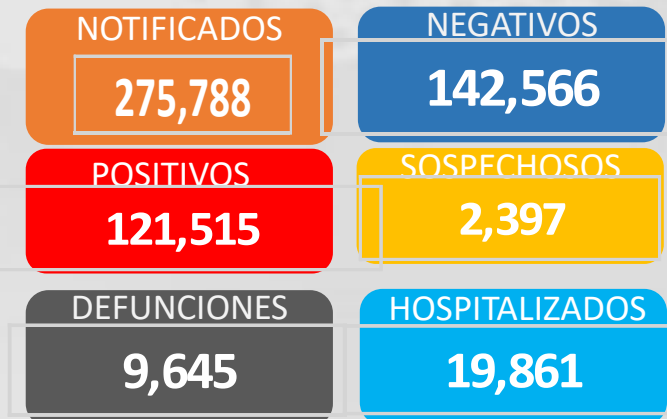 NOTIFICADOS
275,788
NEGATIVOS
142,566
POSITIVOS
121,515
SOSPECHOSOS
2,397
DEFUNCIONES
9,645
HOSPITALIZADOS
19,861